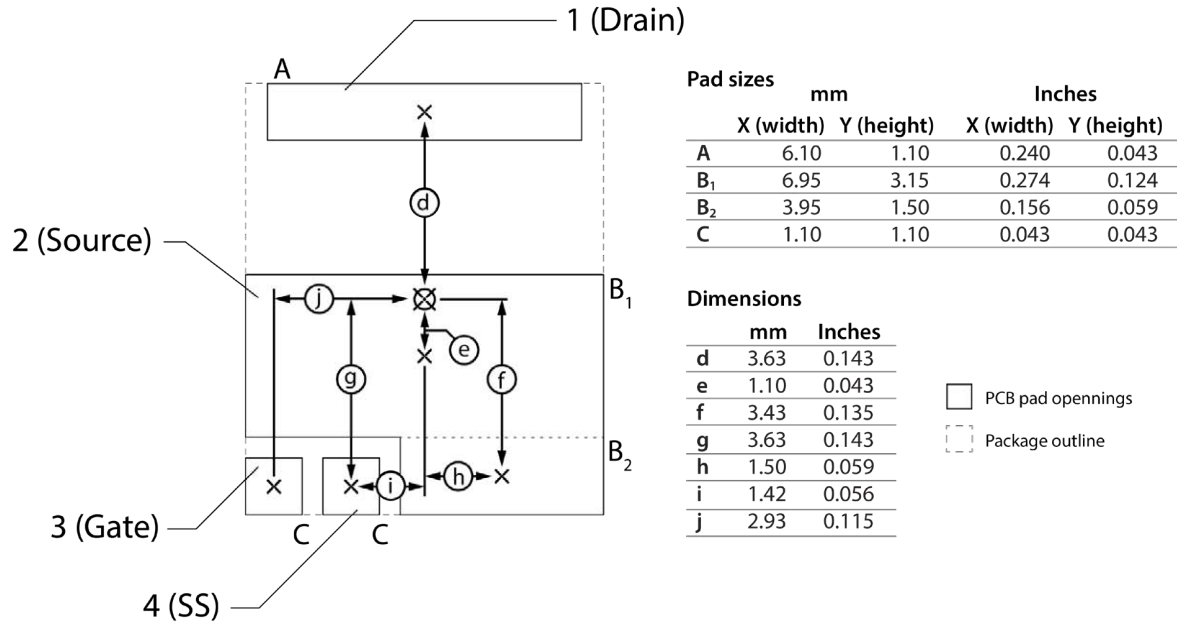 1 (Drain)
A
d
2 (Source)
B₁
j
e
g
f
B₂
h
i
3 (Gate)
C C
4 (SS)
Pad sizes
mm Inches
X (width) Y (height) X (width) Y (height)
A 6.10 1.10 0.240 0.043
B₁ 6.95 3.15 0.274 0.124
B₂ 3.95 1.50 0.156 0.059
C 1.10 1.10 0.043 0.043
Dimensions
mm Inches
d 3.63 0.143
e 1.10 0.043
f 3.43 0.135
g 3.63 0.143
h 1.50 0.059
i 1.42 0.056
j 2.93 0.115
PCB pad opennings
Package outline